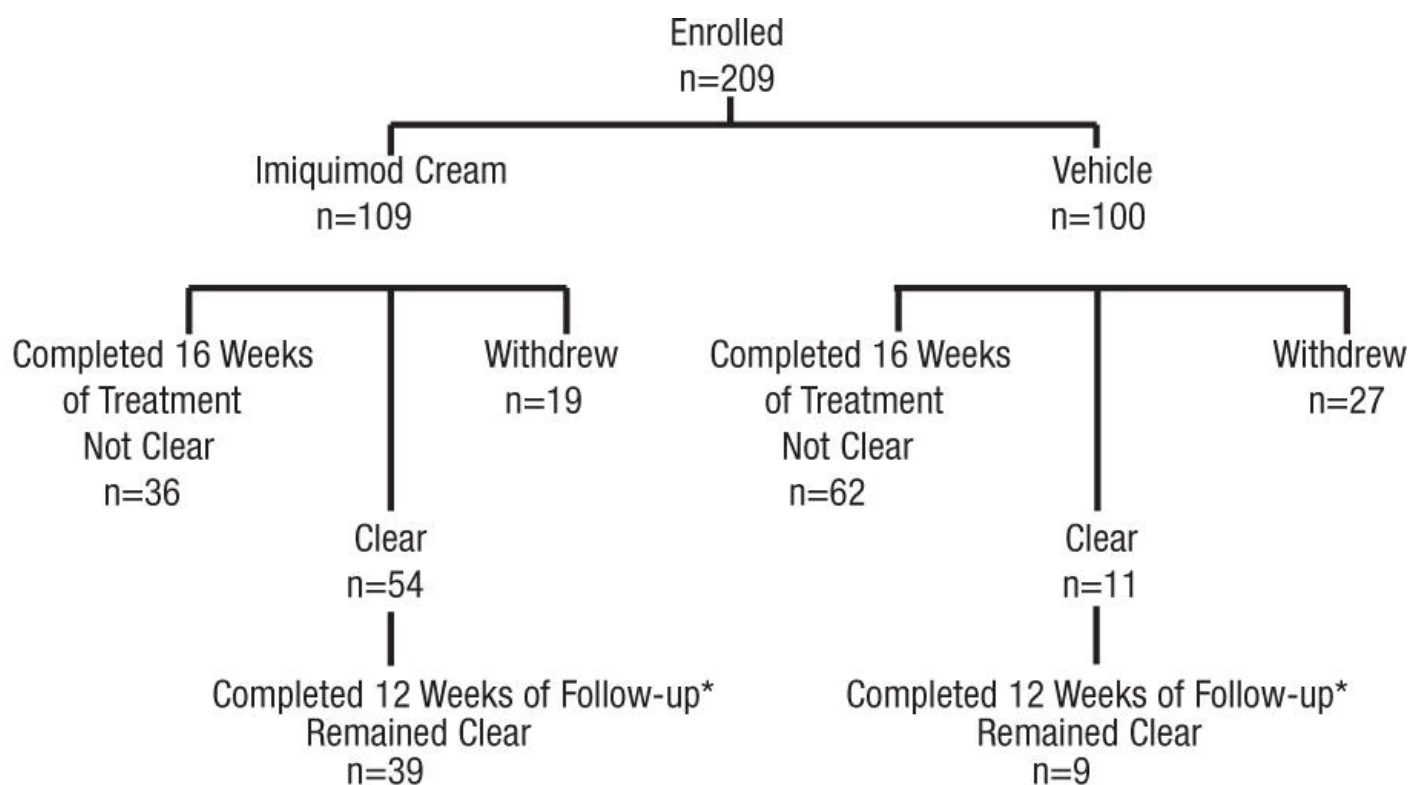 Enrolled
n=209
Imiquimod Cream
n=109
Vehicle
n=100
Completed 16 Weeks
of Treatment
Not Clear
n=36
Withdrew
n=19
Completed 16 Weeks
of Treatment
Not Clear
n=62
Withdrew
n=27
Clear
n=54
Clear
n=11
Completed 12 Weeks of Follow-up*
Remained Clear
n=39
Completed 12 Weeks of Follow-up*
Remained Clear
n=9